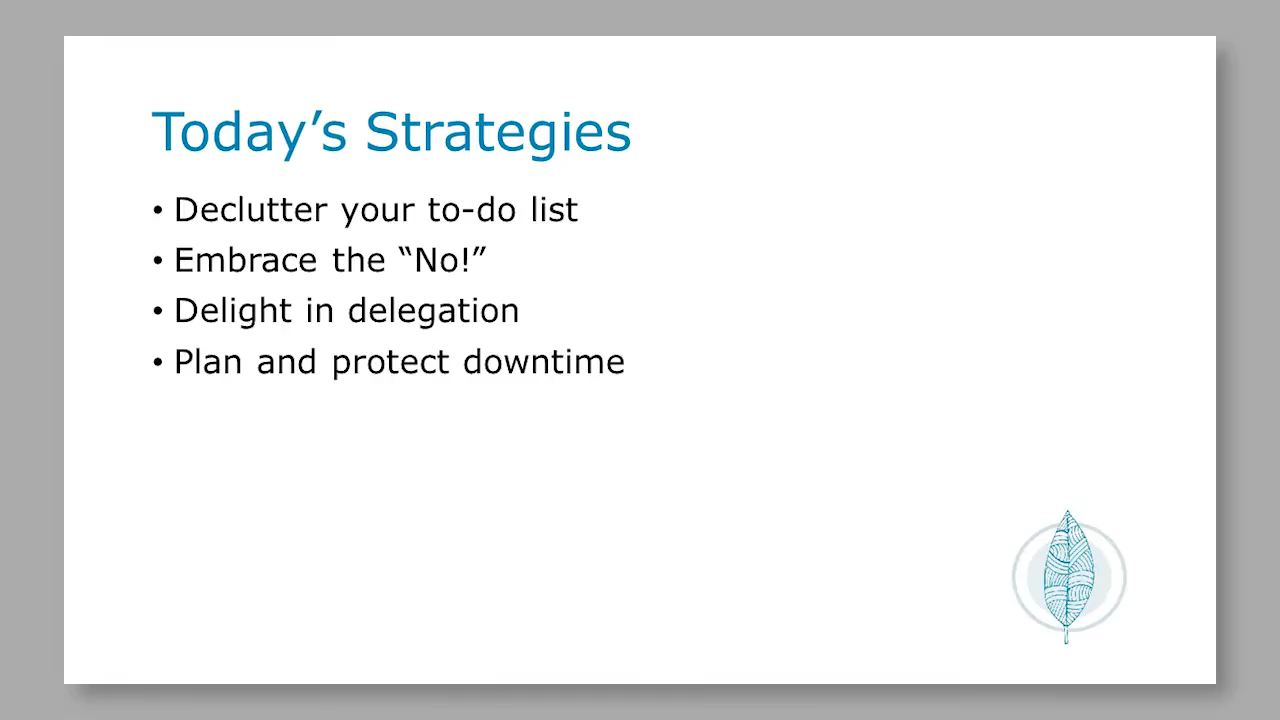 Today’s Strategies
• Declutter your to-do list
• Embrace the “No!”
• Delight in delegation
• Plan and protect downtime